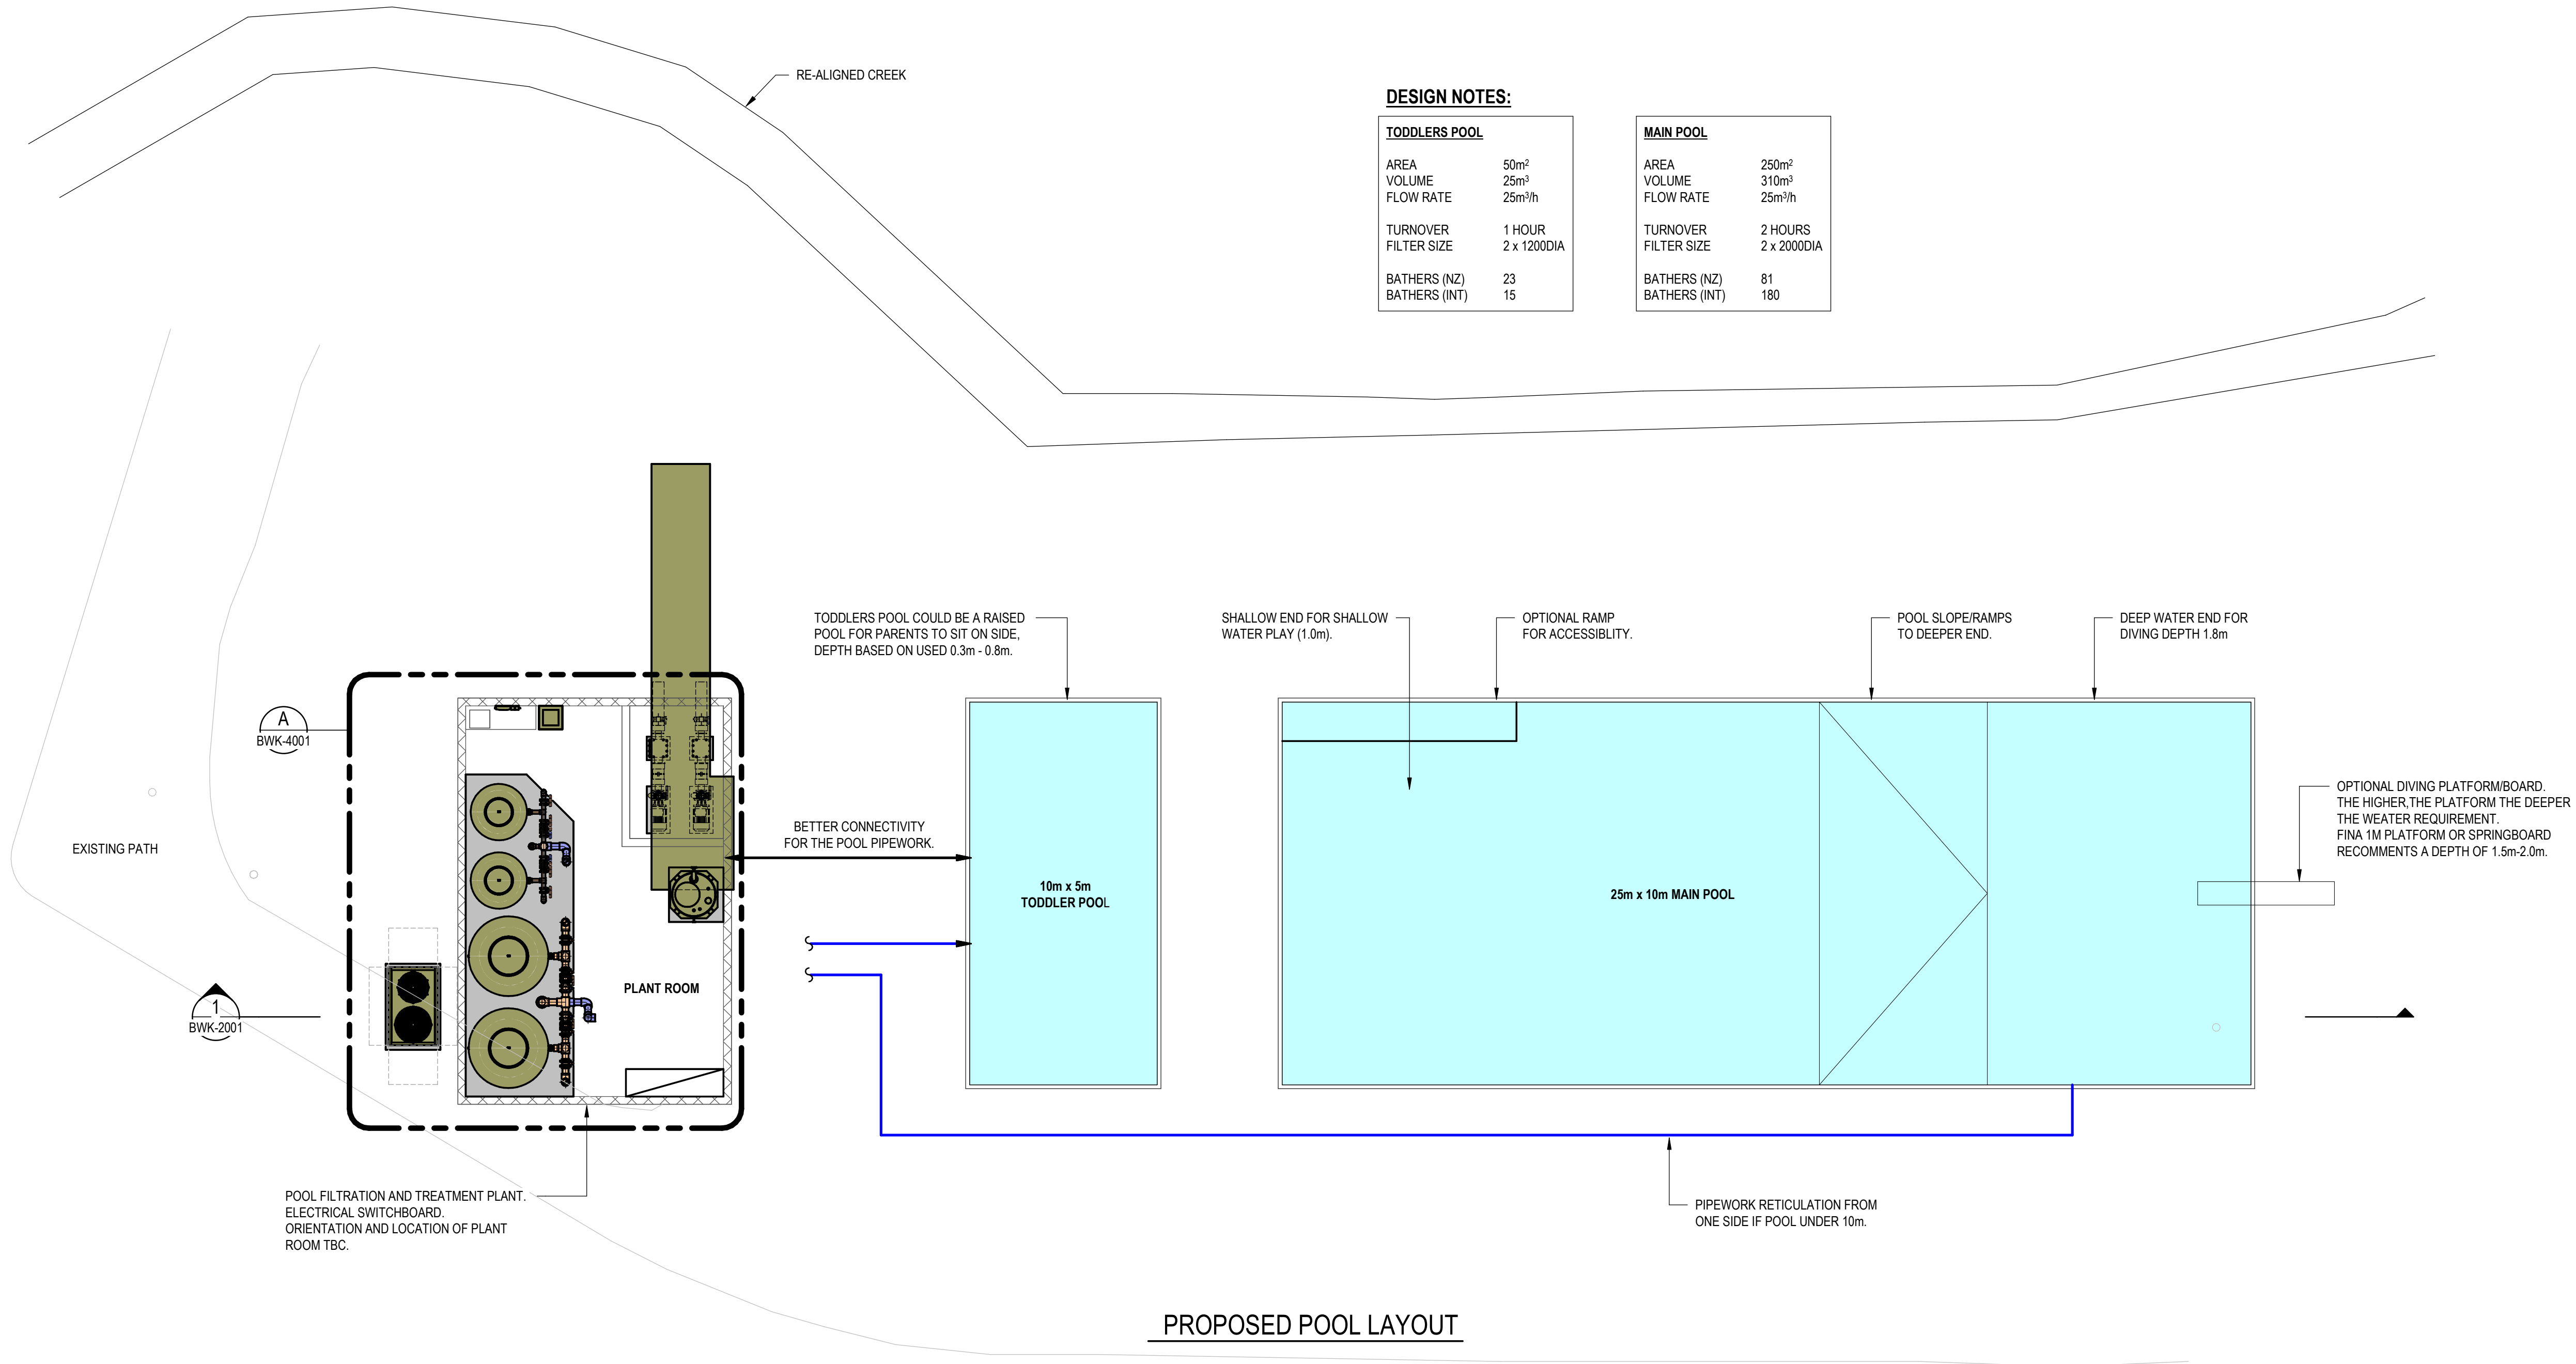 RE-ALIGNED CREEK
DESIGN NOTES:
TODDLERS POOL
AREA 50m²
VOLUME 25m³
FLOW RATE 25m³/h
TURNOVER 1 HOUR
FILTER SIZE 2 x 1200DIA
BATHERS (NZ) 23
BATHERS (INT) 15
MAIN POOL
AREA 250m²
VOLUME 310m³
FLOW RATE 25m³/h
TURNOVER 2 HOURS
FILTER SIZE 2 x 2000DIA
BATHERS (NZ) 81
BATHERS (INT) 180
TODDLERS POOL COULD BE A RAISED
POOL FOR PARENTS TO SIT ON SIDE,
DEPTH BASED ON USED 0.3m - 0.8m.
SHALLOW END FOR SHALLOW
WATER PLAY (1.0m).
OPTIONAL RAMP
FOR ACCESSIBLITY.
POOL SLOPE/RAMPS
TO DEEPER END.
DEEP WATER END FOR
DIVING DEPTH 1.8m
A
BWK-4001
OPTIONAL DIVING PLATFORM/BOARD.
THE HIGHER,THE PLATFORM THE DEEPER
THE WEATER REQUIREMENT.
FINA 1M PLATFORM OR SPRINGBOARD
RECOMMENTS A DEPTH OF 1.5m-2.0m.
EXISTING PATH
BETTER CONNECTIVITY
FOR THE POOL PIPEWORK.
10m x 5m
TODDLER POOL
25m x 10m MAIN POOL
PLANT ROOM
1
BWK-2001
POOL FILTRATION AND TREATMENT PLANT.
ELECTRICAL SWITCHBOARD.
ORIENTATION AND LOCATION OF PLANT
ROOM TBC.
PIPEWORK RETICULATION FROM
ONE SIDE IF POOL UNDER 10m.
PROPOSED POOL LAYOUT